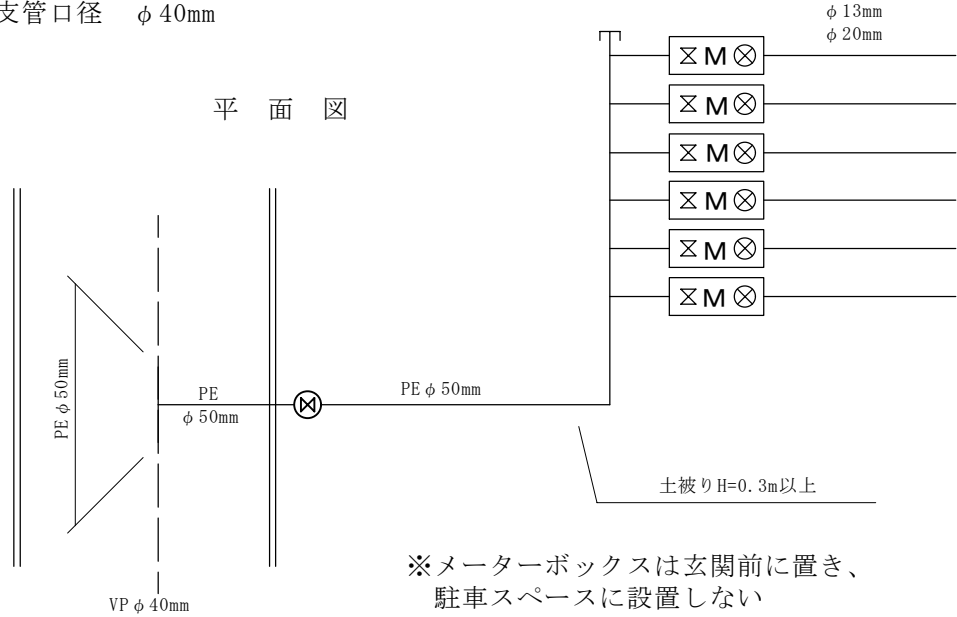 支管口径　φ40mm
φ13mm
φ20mm
平　面　図
M
M
M
M
M
M
PEφ50mm
PE
φ50mm
PEφ50mm
土被りH=0.3m以上
※メーターボックスは玄関前に置き、
駐車スペースに設置しない
VPφ40mm